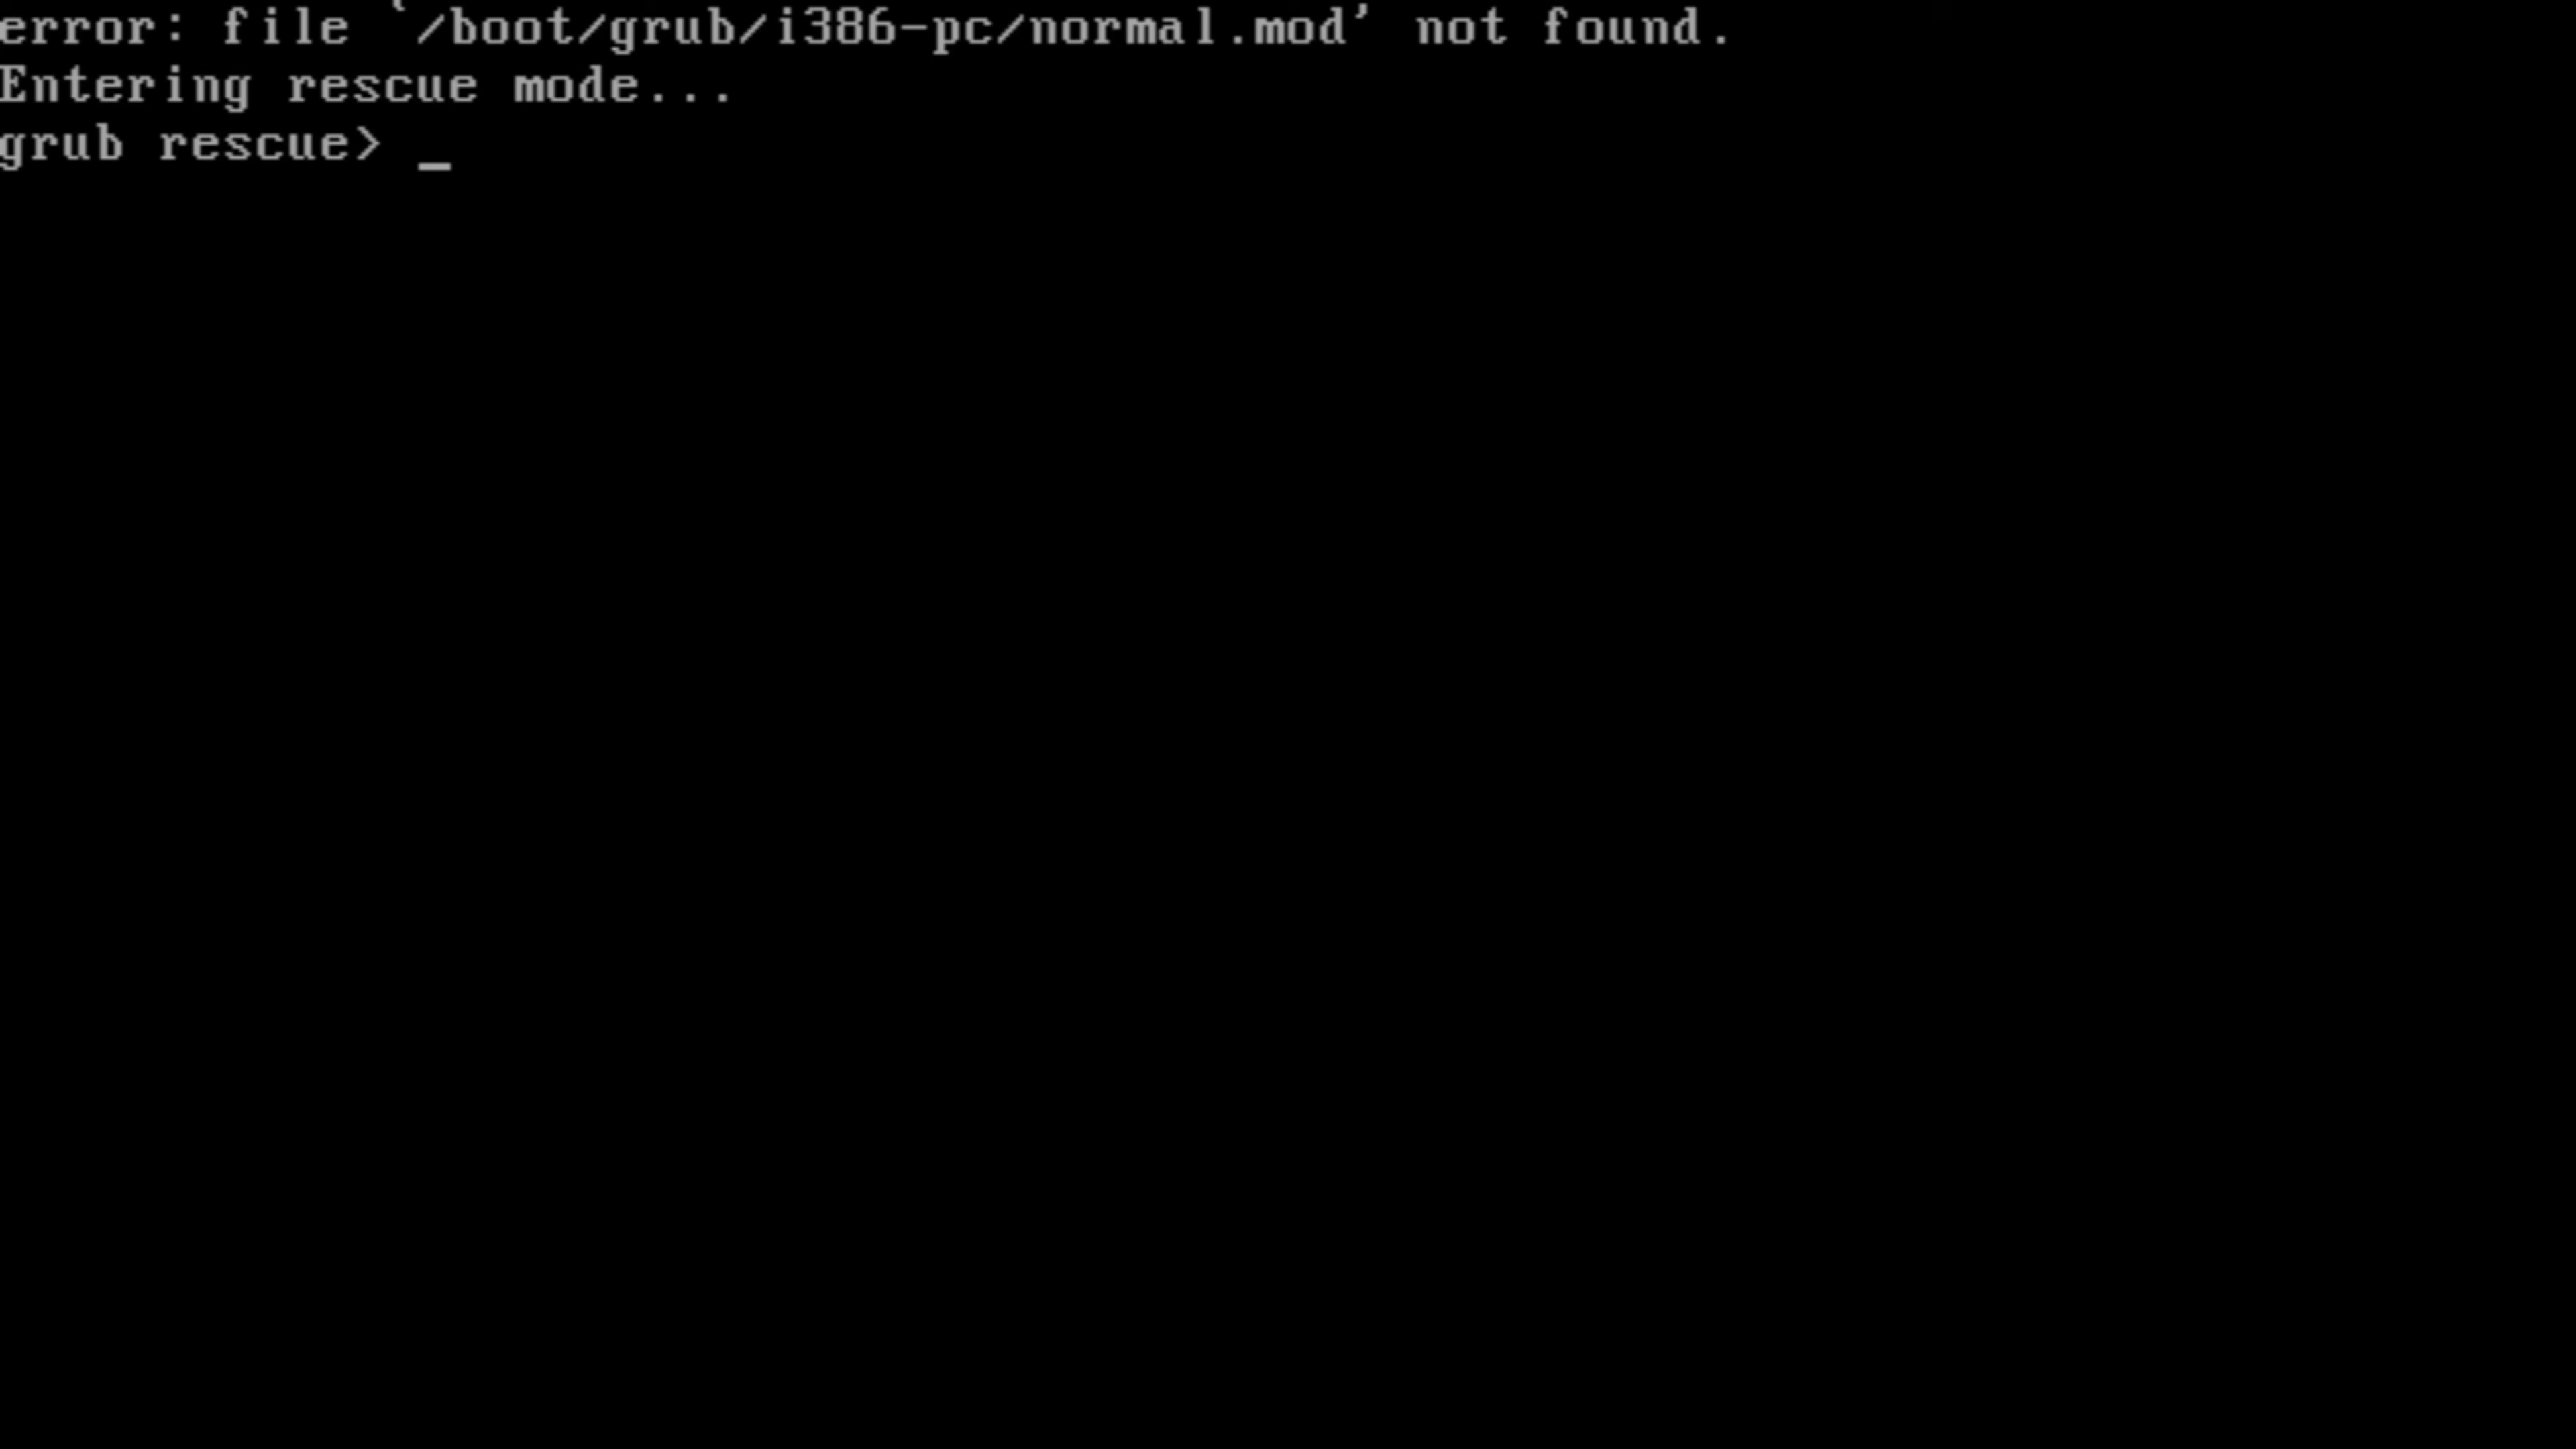 error: file `/boot/grub/i386-pc/normal.mod' not found.
Entering rescue mode...
grub rescue> _